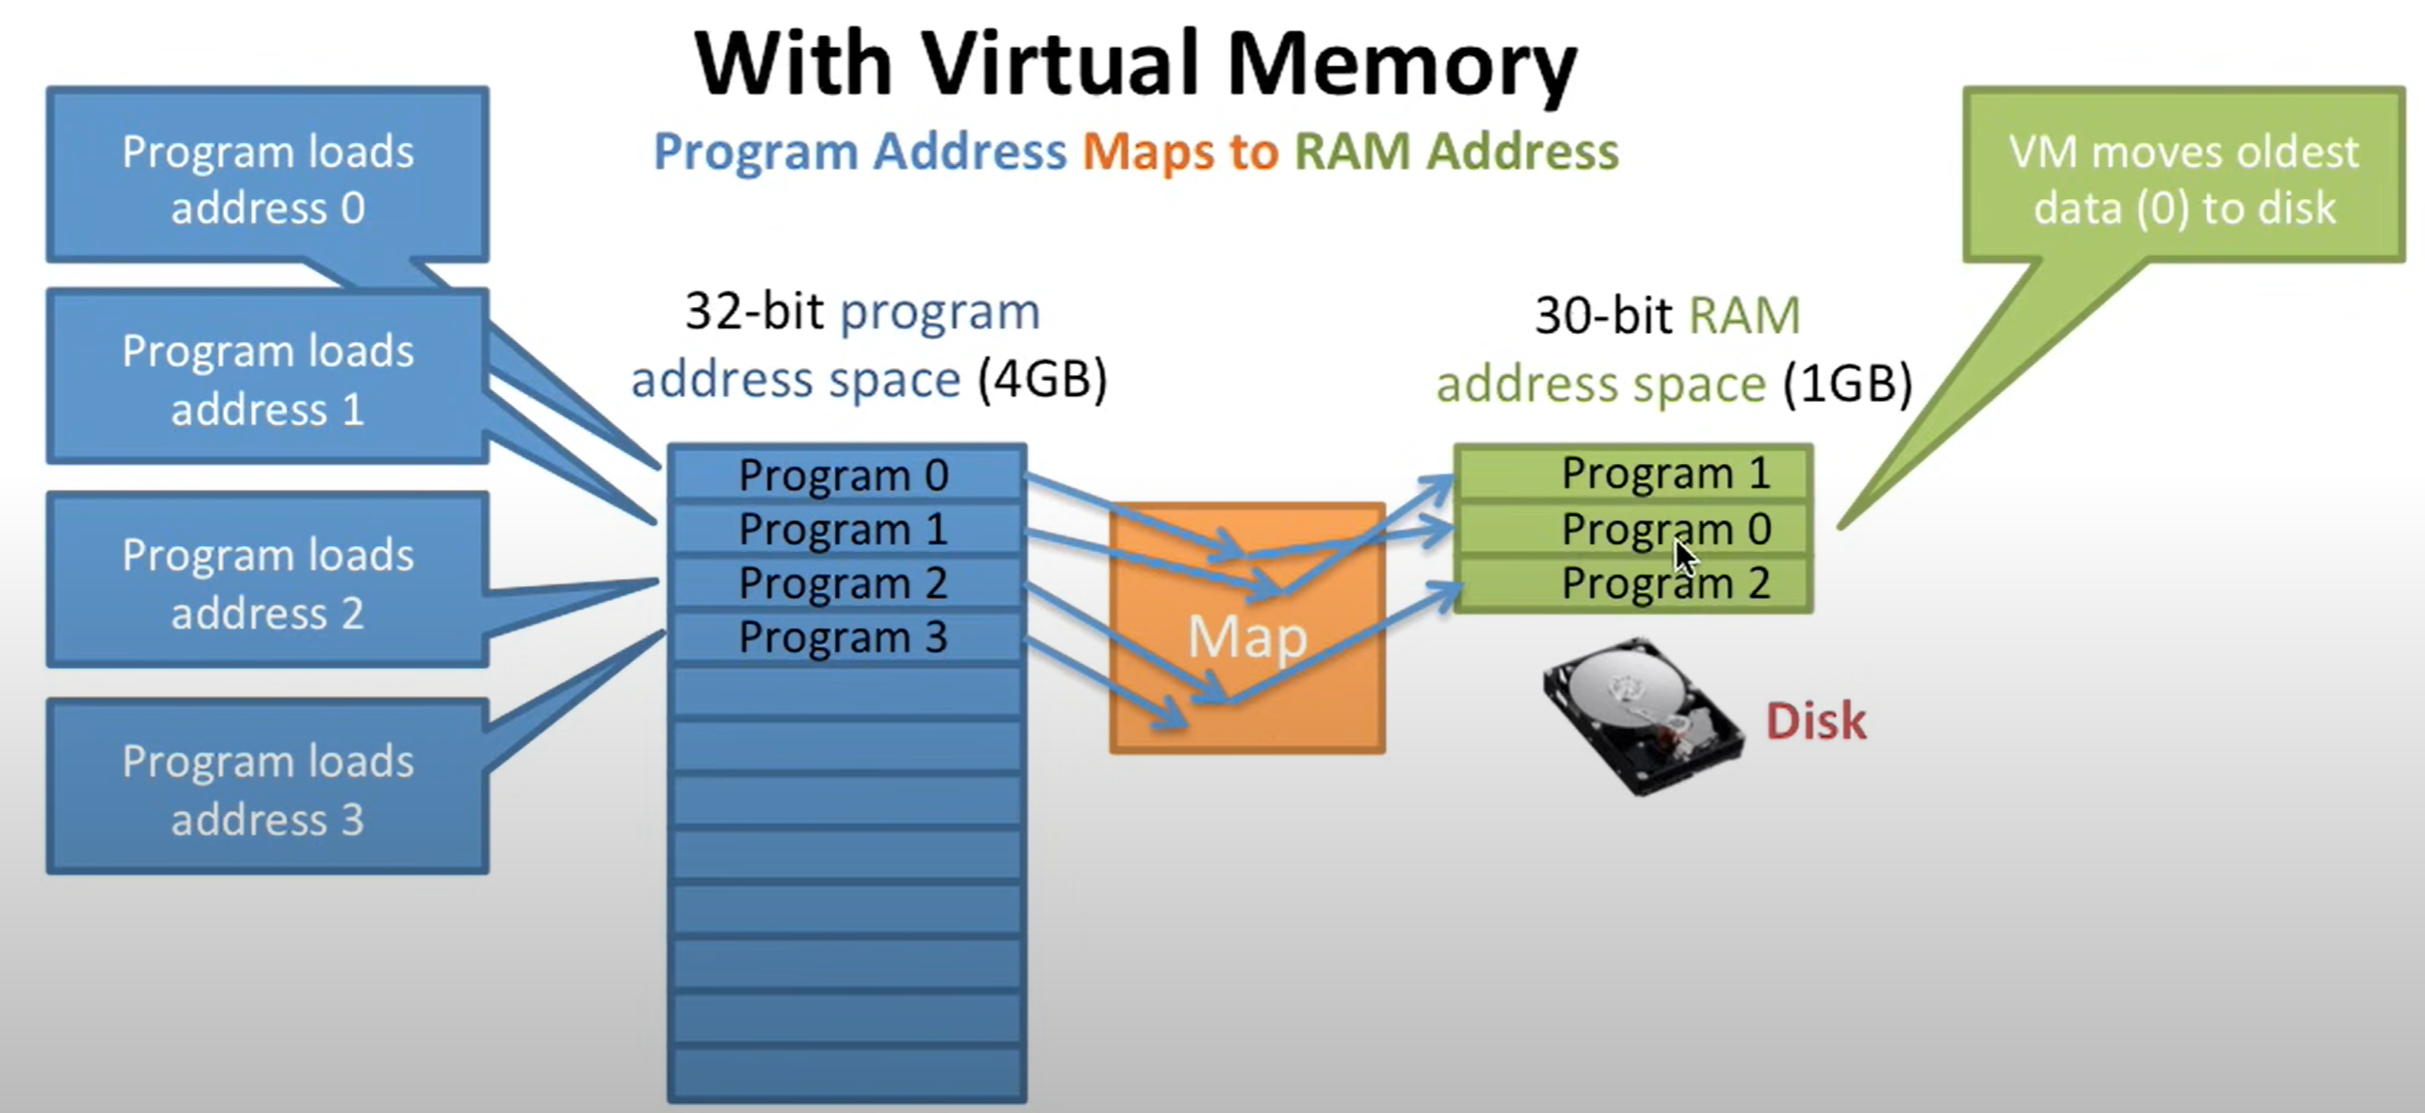 With Virtual Memory
Program Address Maps to RAM Address
Program loads
address 0
Program loads
address 1
Program loads
address 2
Program loads
address 3
32-bit program
address space (4GB)
Program 0
Program 1
Program 2
Program 3
Map
30-bit RAM
address space (1GB)
Program 1
Program 0
Program 2
Disk
VM moves oldest
data (0) to disk